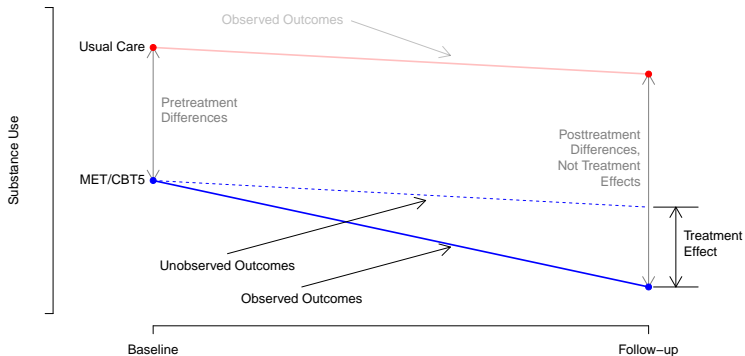 Observed Outcomes
Usual Care
Pretreatment
Differences
Substance Use
Posttreatment
Differences,
Not Treatment
Effects
MET/CBT5
Treatment
Effect
Unobserved Outcomes
Observed Outcomes
Baseline
Follow−up